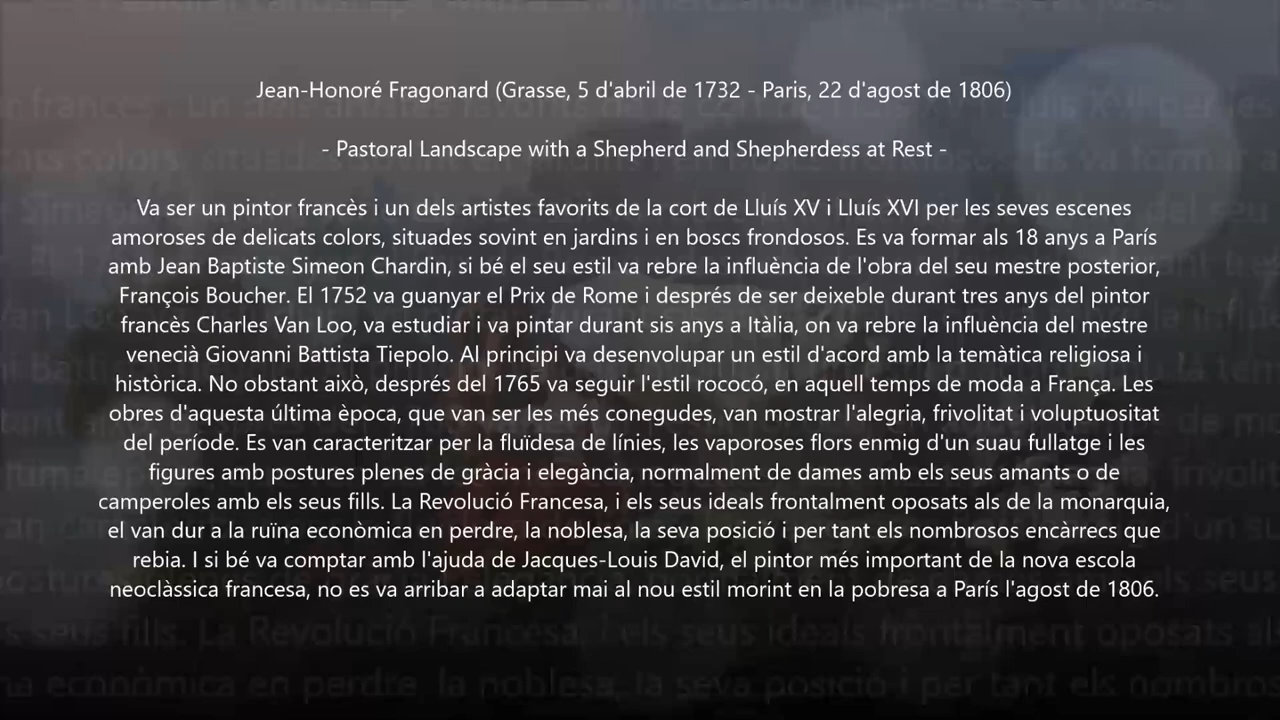 Jean-Honoré Fragonard (Grasse, 5 d'abril de 1732 - Paris, 22 d'agost de 1806)
- Pastoral Landscape with a Shepherd and Shepherdess at Rest -
Va ser un pintor francès i un dels artistes favorits de la cort de Lluís XV i Lluís XVI per les seves escenes
amoroses de delicats colors, situades sovint en jardins i en boscs frondosos. Es va formar als 18 anys a París
amb Jean Baptiste Simeon Chardin, si bé el seu estil va rebre la influència de l'obra del seu mestre posterior,
François Boucher. El 1752 va guanyar el Prix de Rome i després de ser deixeble durant tres anys del pintor
francès Charles Van Loo, va estudiar i va pintar durant sis anys a Itàlia, on va rebre la influència del mestre
venecià Giovanni Battista Tiepolo. Al principi va desenvolupar un estil d'acord amb la temàtica religiosa i
històrica. No obstant això, després del 1765 va seguir l'estil rococó, en aquell temps de moda a França. Les
obres d'aquesta última època, que van ser les més conegudes, van mostrar l'alegria, frivolitat i voluptuositat
del període. Es van caracteritzar per la fluïdesa de línies, les vaporoses flors enmig d'un suau fullatge i les
figures amb postures plenes de gràcia i elegància, normalment de dames amb els seus amants o de
camperoles amb els seus fills. La Revolució Francesa, i els seus ideals frontalment oposats als de la monarquia,
el van dur a la ruïna econòmica en perdre, la noblesa, la seva posició i per tant els nombrosos encàrrecs que
rebia. I si bé va comptar amb l'ajuda de Jacques-Louis David, el pintor més important de la nova escola
neoclàssica francesa, no es va arribar a adaptar mai al nou estil morint en la pobresa a París l'agost de 1806.